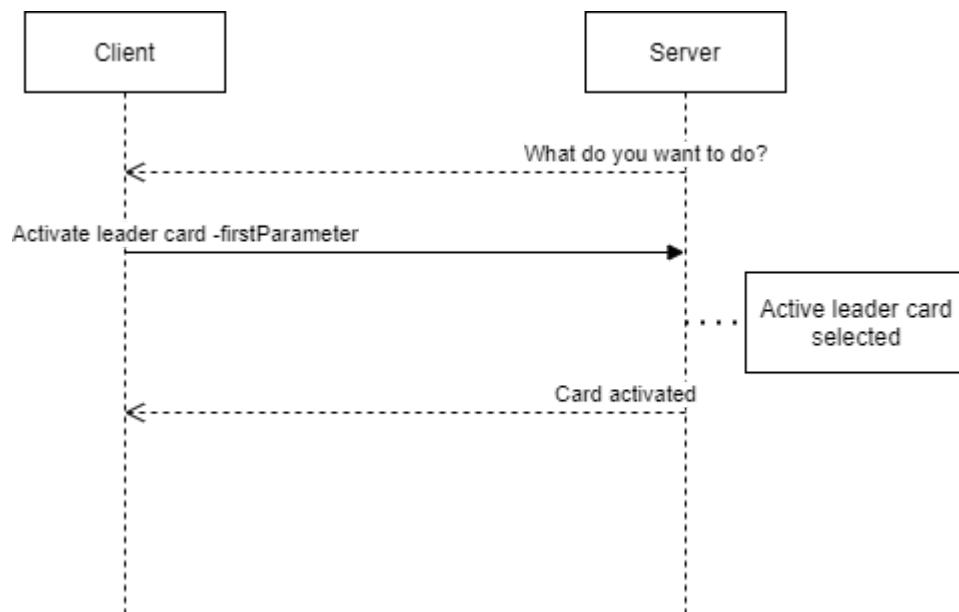 Client
Server
What do you want to do?
Activate leader card -firstParameter
Active leader card
selected
Card activated